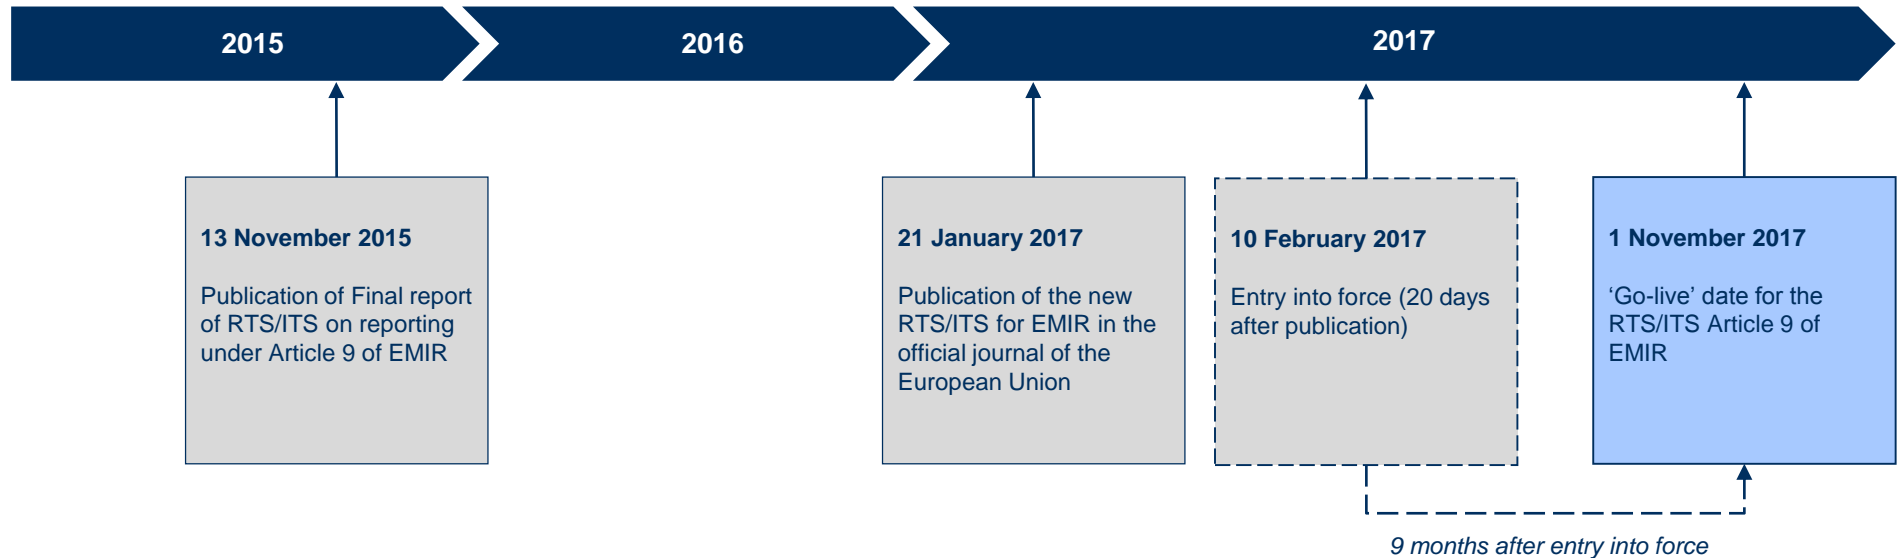 2015
2016
2017
13 November 2015
Publication of Final report
of RTS/ITS on reporting
under Article 9 of EMIR
21 January 2017
Publication of the new
RTS/ITS for EMIR in the
official journal of the
European Union
10 February 2017
Entry into force (20 days
after publication)
1 November 2017
‘Go-live’ date for the
RTS/ITS Article 9 of
EMIR
9 months after entry into force